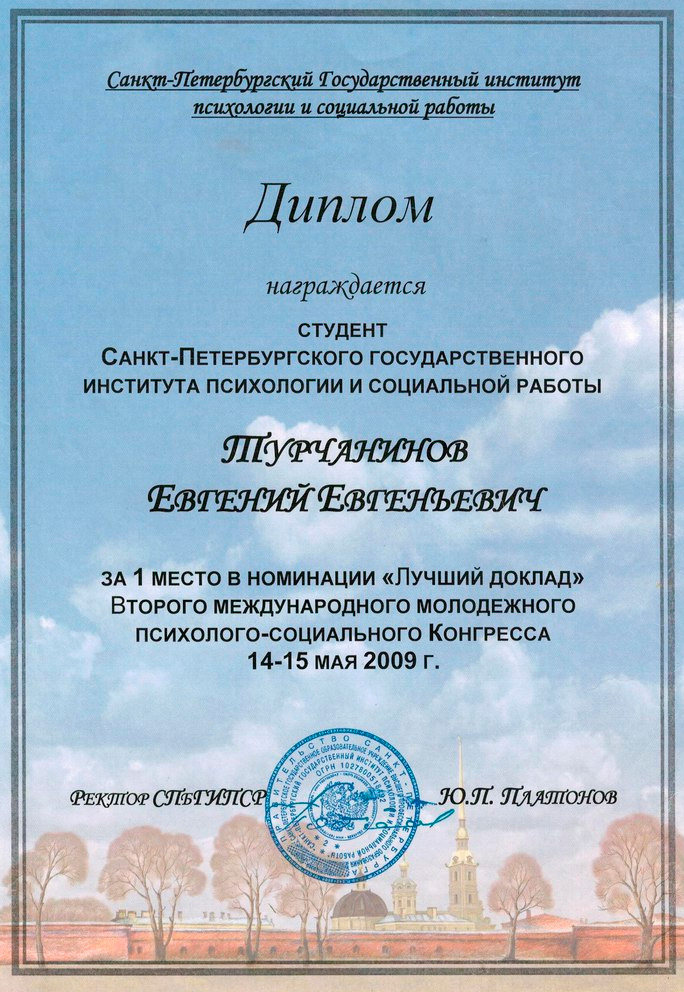 Санкт-Петербургский Государственный институт
психологии и социальной работы
Диплом
награждается
студент
Санкт-Петербургского государственного
института психологии и социальной работы
Турчанинов
Евгений Евгеньевич
за 1 место в номинации «Лучший доклад»
Второго международного молодежного
психолого-социального Конгресса
14-15 мая 2009 г.
Ректор СПбГИПСР
Ю.П. Платонов